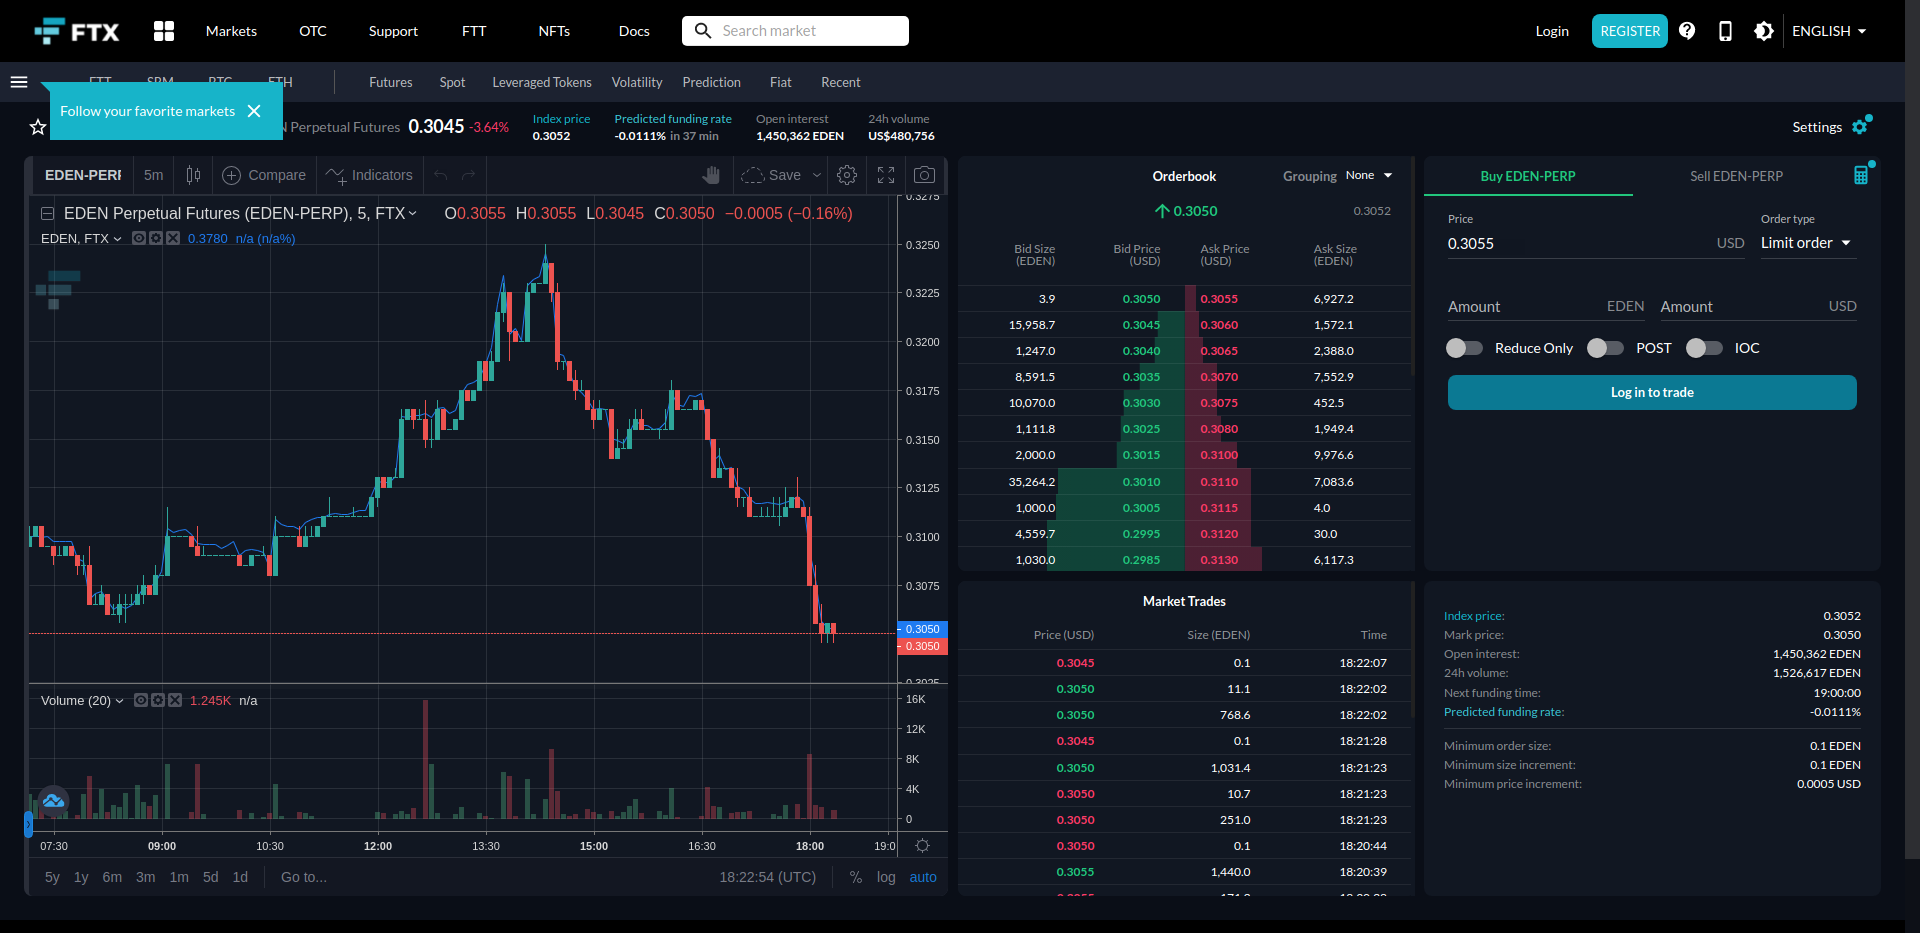 FTX
Markets
OTC
Support
FTT
NFTs
Docs
Search market
Login
REGISTER
ENGLISH
FTT
BTC
ETH
Futures
Spot
Leveraged Tokens
Volatility
Prediction
Fiat
Recent
Follow your favorite markets
N Perpetual Futures
0.3045
-3.64%
Index price
0.3052
Predicted funding rate
-0.0111% in 37 min
Open interest
1,450,362 EDEN
24h volume
US$480,756
Settings
EDEN-PERP
5m
Compare
Indicators
Save
EDEN Perpetual Futures (EDEN-PERP), 5, FTX
O0.3055 H0.3055 L0.3045 C0.3050 −0.0005 (−0.16%)
EDEN, FTX
0.3780 n/a (n/a%)
0.3275
0.3250
0.3225
0.3200
0.3175
0.3150
0.3125
0.3100
0.3075
0.3050
0.3050
0.3025
Volume (20)
1.245K n/a
16K
12K
8K
4K
0
07:30 09:00 10:30 12:00 13:30 15:00 16:30 18:00 19:0
5y 1y 6m 3m 1m 5d 1d Go to...
18:22:54 (UTC) % log auto
Orderbook
Grouping None
0.3050
0.3052
Bid Size (EDEN) Bid Price (USD) Ask Price (USD) Ask Size (EDEN)
3.9 0.3050 0.3055 6,927.2
15,958.7 0.3045 0.3060 1,572.1
1,247.0 0.3040 0.3065 2,388.0
8,591.5 0.3035 0.3070 7,552.9
10,070.0 0.3030 0.3075 452.5
1,111.8 0.3025 0.3080 1,949.4
2,000.0 0.3015 0.3100 9,976.6
35,264.2 0.3010 0.3110 7,083.6
1,000.0 0.3005 0.3115 4.0
4,559.7 0.2995 0.3120 30.0
1,030.0 0.2985 0.3130 6,117.3
Market Trades
Price (USD) Size (EDEN) Time
0.3045 0.1 18:22:07
0.3050 11.1 18:22:02
0.3050 768.6 18:22:02
0.3045 0.1 18:21:28
0.3050 1,031.4 18:21:23
0.3050 10.7 18:21:23
0.3050 251.0 18:21:23
0.3050 0.1 18:20:44
0.3055 1,440.0 18:20:39
Buy EDEN-PERP
Sell EDEN-PERP
Price
0.3055 USD
Order type
Limit order
Amount EDEN
Amount USD
Reduce Only
POST
IOC
Log in to trade
Index price: 0.3052
Mark price: 0.3050
Open interest: 1,450,362 EDEN
24h volume: 1,526,617 EDEN
Next funding time: 19:00:00
Predicted funding rate: -0.0111%
Minimum order size: 0.1 EDEN
Minimum size increment: 0.1 EDEN
Minimum price increment: 0.0005 USD